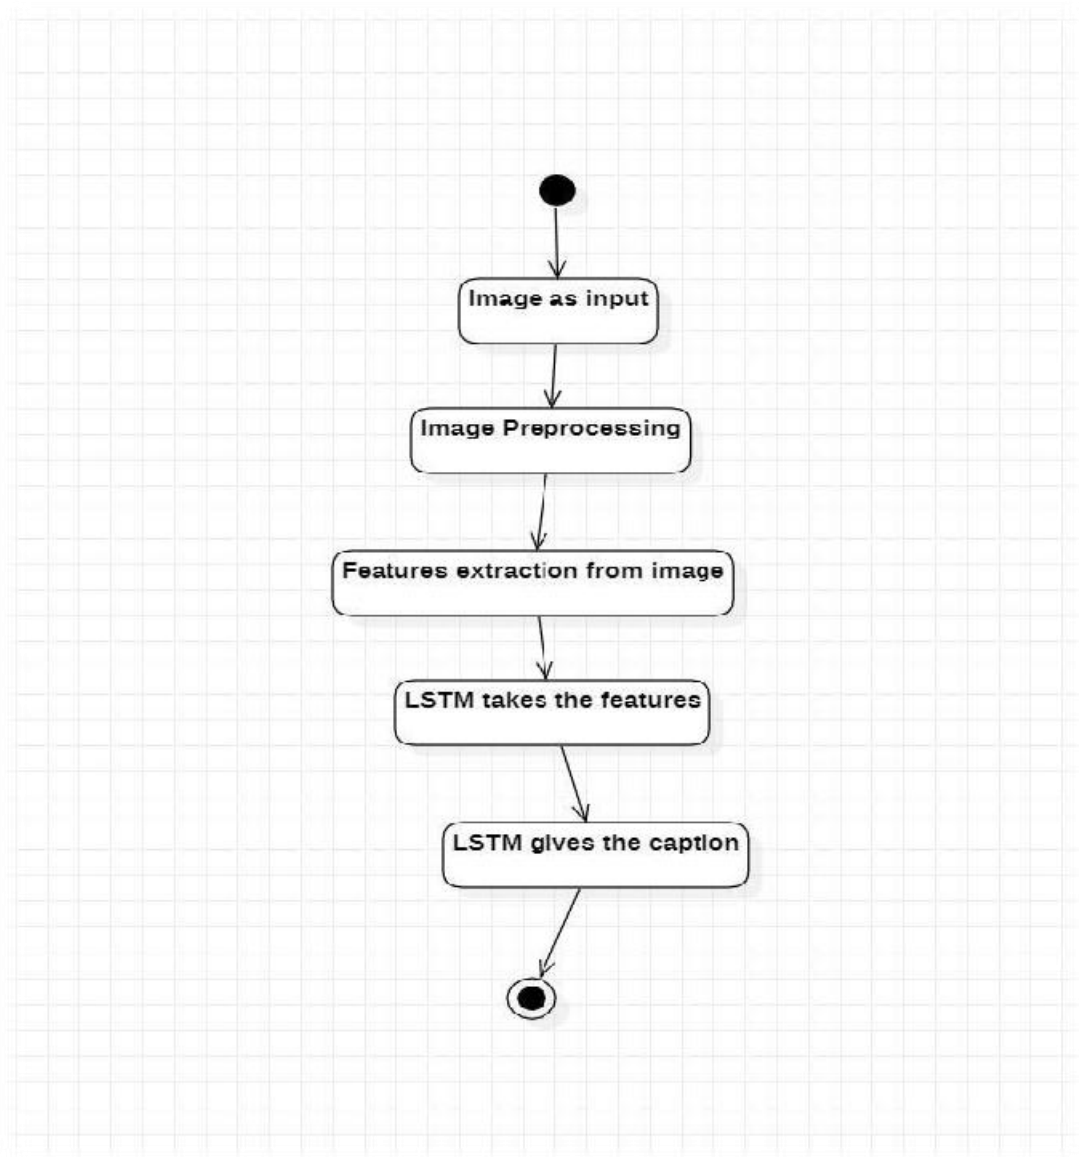 Image as input
Image Preprocessing
Features extraction from image
LSTM takes the features
LSTM gives the caption